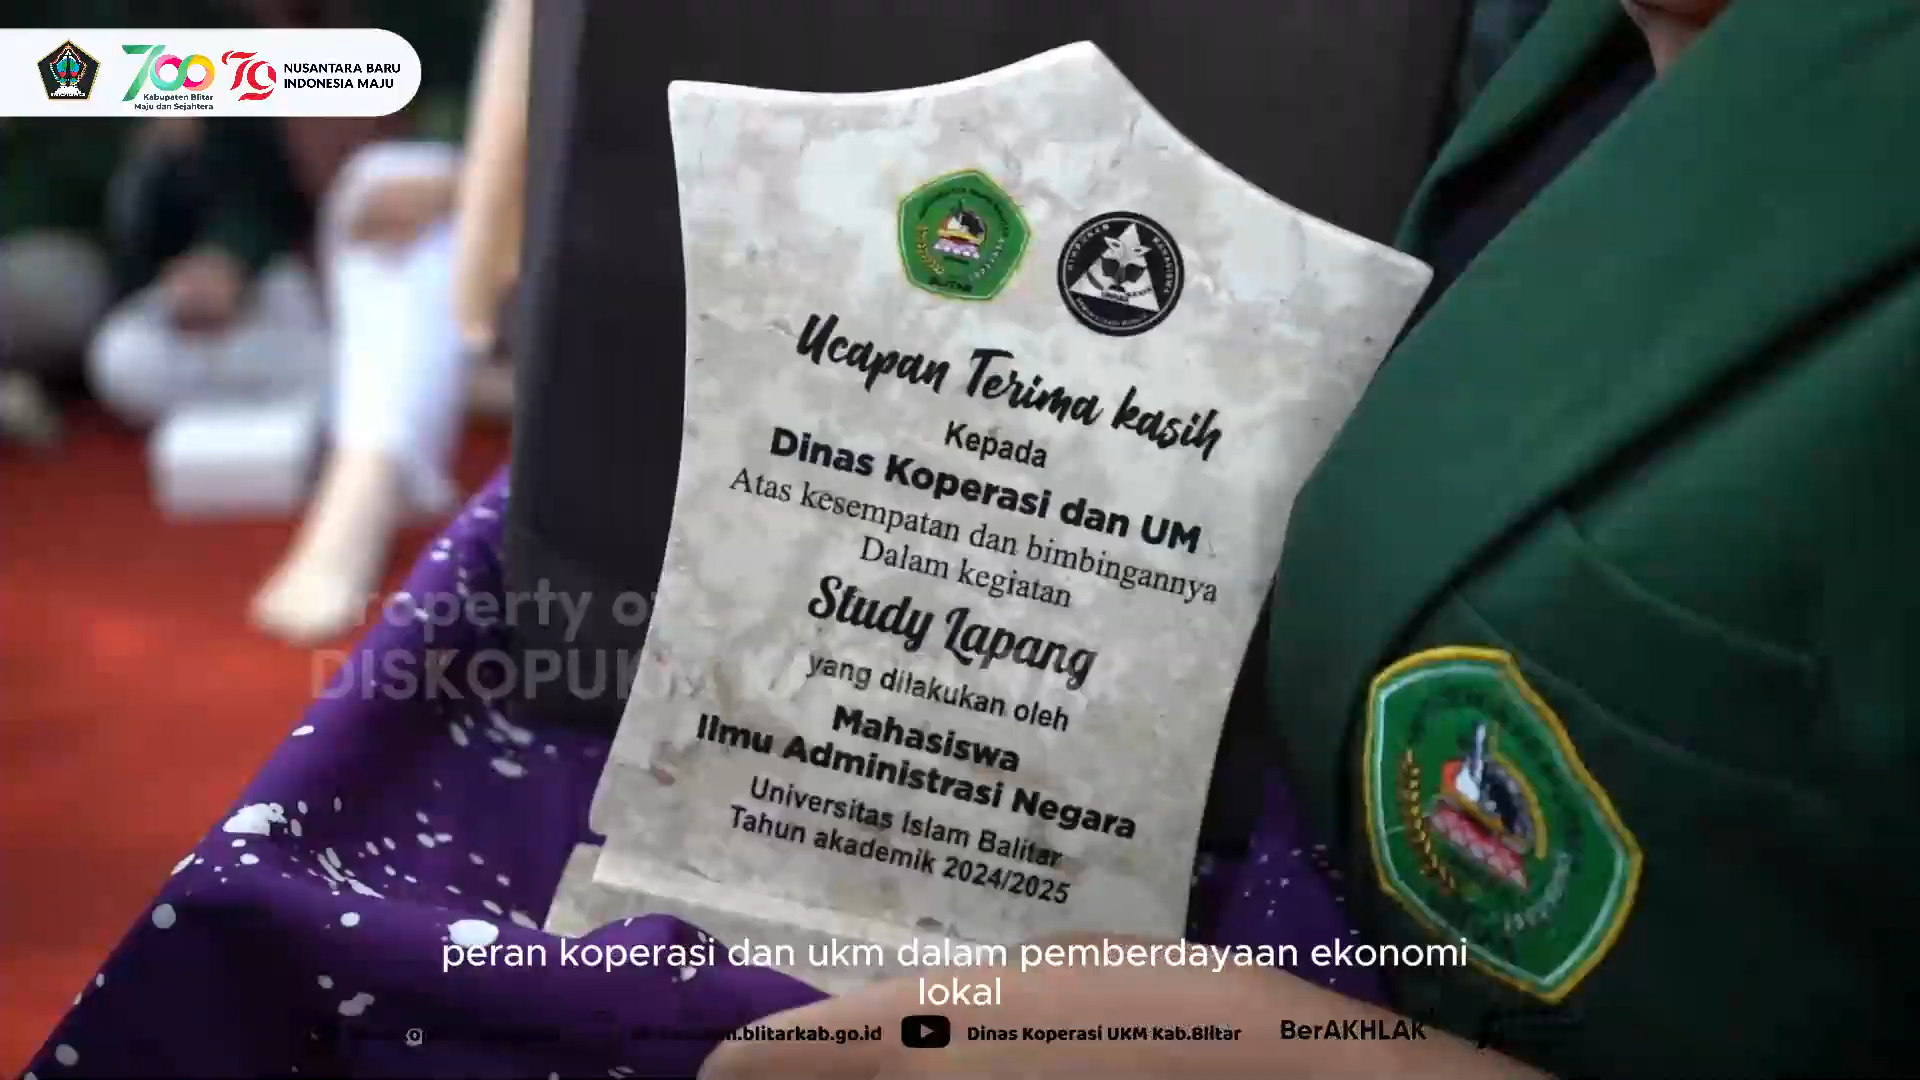 700
Kabupaten Blitar
Maju dan Sejahtera
79
NUSANTARA BARU
INDONESIA MAJU
BLITAR
Ucapan Terima kasih
Kepada
Dinas Koperasi dan UM
Atas kesempatan dan bimbingannya
Dalam kegiatan
Study Lapang
yang dilakukan oleh
Mahasiswa
Ilmu Administrasi Negara
Universitas Islam Balitar
Tahun akademik 2024/2025
Property of
DISKOPUK
peran koperasi dan ukm dalam pemberdayaan ekonomi
lokal
.blitarkab.go.id
Dinas Koperasi UKM Kab.Blitar
BerAKHLAK